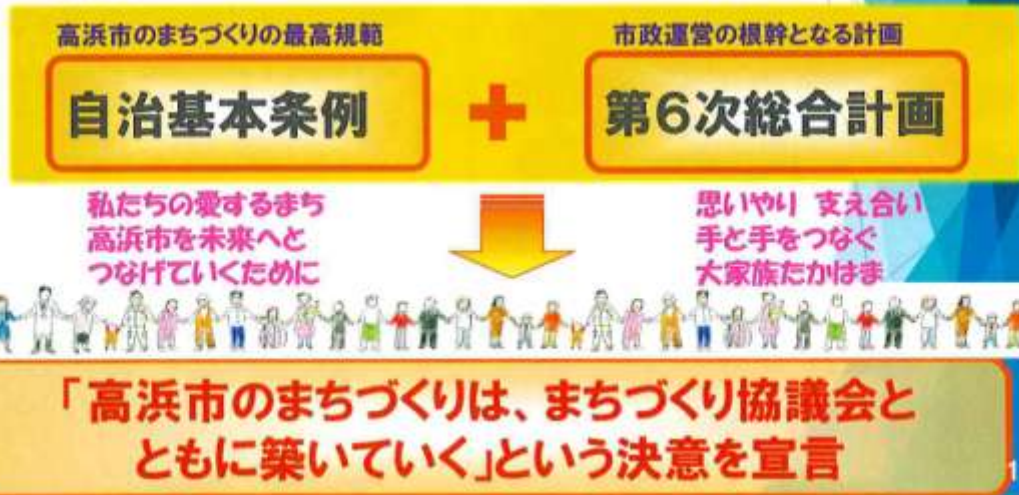 高浜市のまちづくりの最高規範
自治基本条例
+
市政運営の根幹となる計画
第6次総合計画
私たちの愛するまち
高浜市を未来へと
つなげていくために
思いやり 支え合い
手と手をつなぐ
大家族たかはま
「高浜市のまちづくりは、まちづくり協議会と
ともに築いていく」という決意を宣言
1